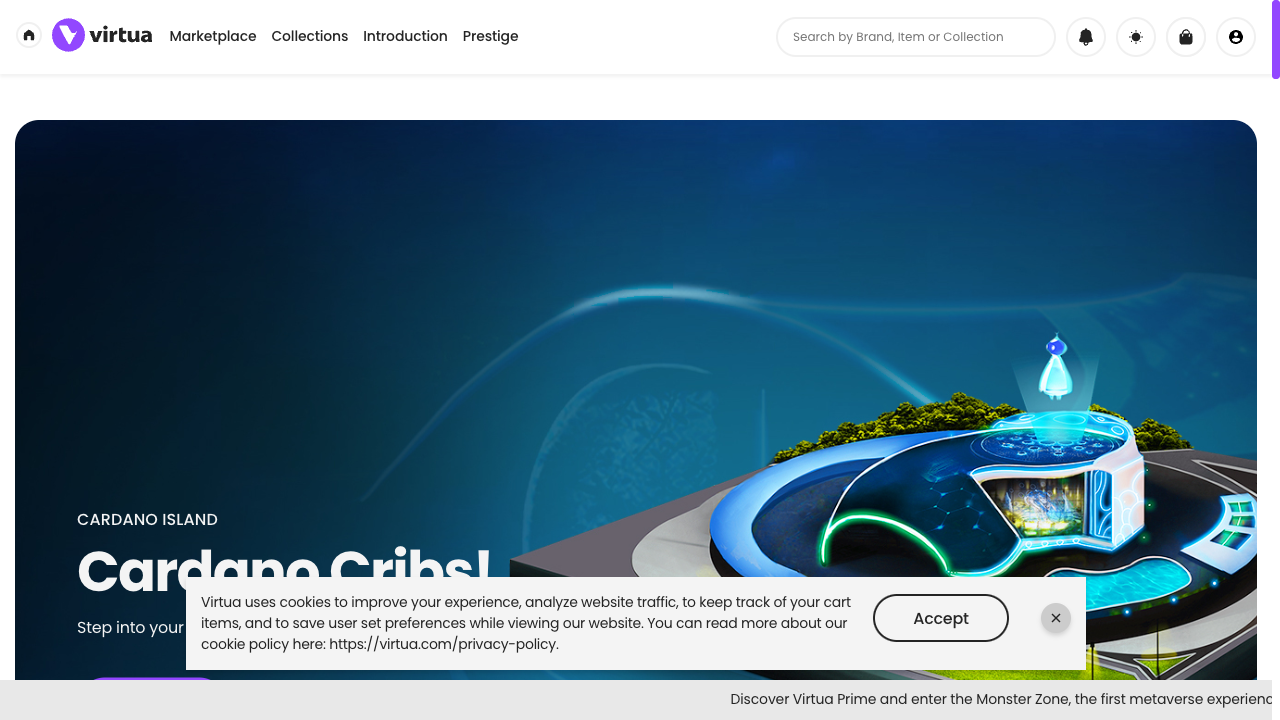 virtua
Marketplace
Collections
Introduction
Prestige
Search by Brand, Item or Collection
CARDANO ISLAND
Cardano Cribs!
Step into your
Virtua uses cookies to improve your experience, analyze website traffic, to keep track of your cart
items, and to save user set preferences while viewing our website. You can read more about our
cookie policy here: https://virtua.com/privacy-policy.
Accept
Discover Virtua Prime and enter the Monster Zone, the first metaverse